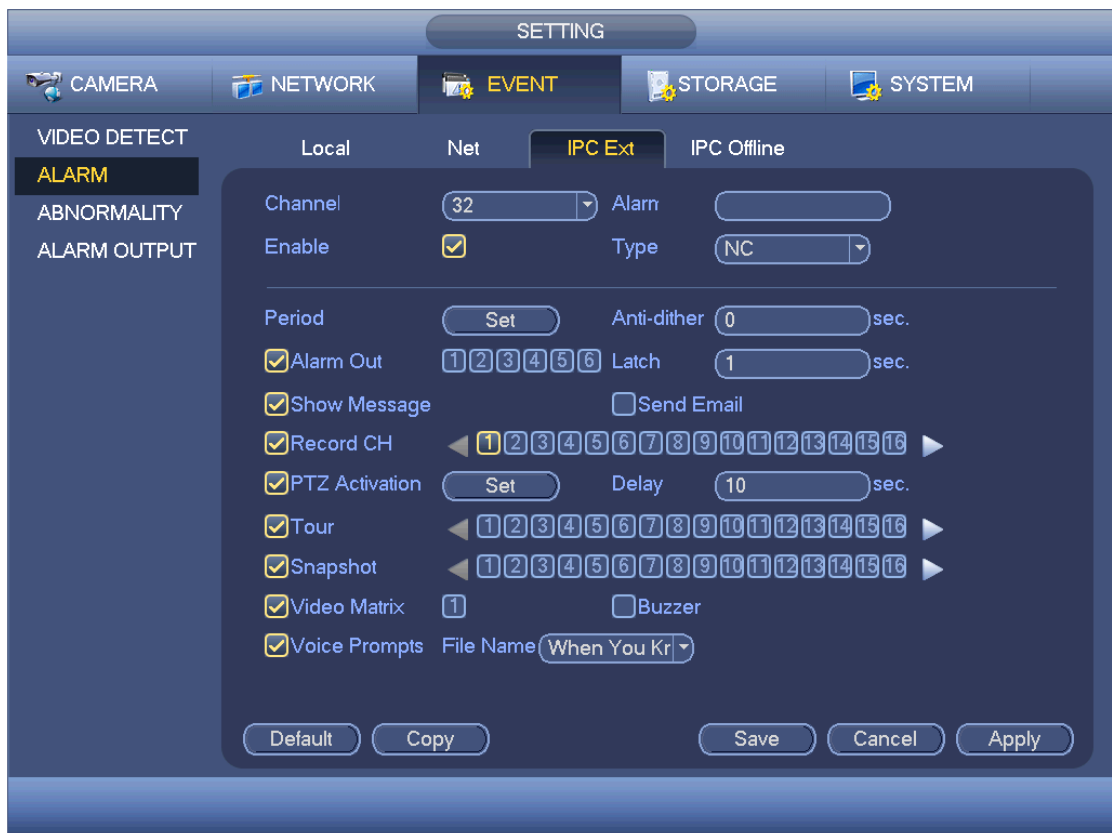 SETTING
CAMERA NETWORK EVENT STORAGE SYSTEM
VIDEO DETECT
ALARM
ABNORMALITY
ALARM OUTPUT
Local Net IPC Ext IPC Offline
Channel 32 Alarm
Enable Type NC
Period Set Anti-dither 0 sec.
Alarm Out 1 2 3 4 5 6 Latch 1 sec.
Show Message Send Email
Record CH 1 2 3 4 5 6 7 8 9 10 11 12 13 14 15 16
PTZ Activation Set Delay 10 sec.
Tour 1 2 3 4 5 6 7 8 9 10 11 12 13 14 15 16
Snapshot 1 2 3 4 5 6 7 8 9 10 11 12 13 14 15 16
Video Matrix 1 Buzzer
Voice Prompts File Name When You Kr
Default Copy Save Cancel Apply